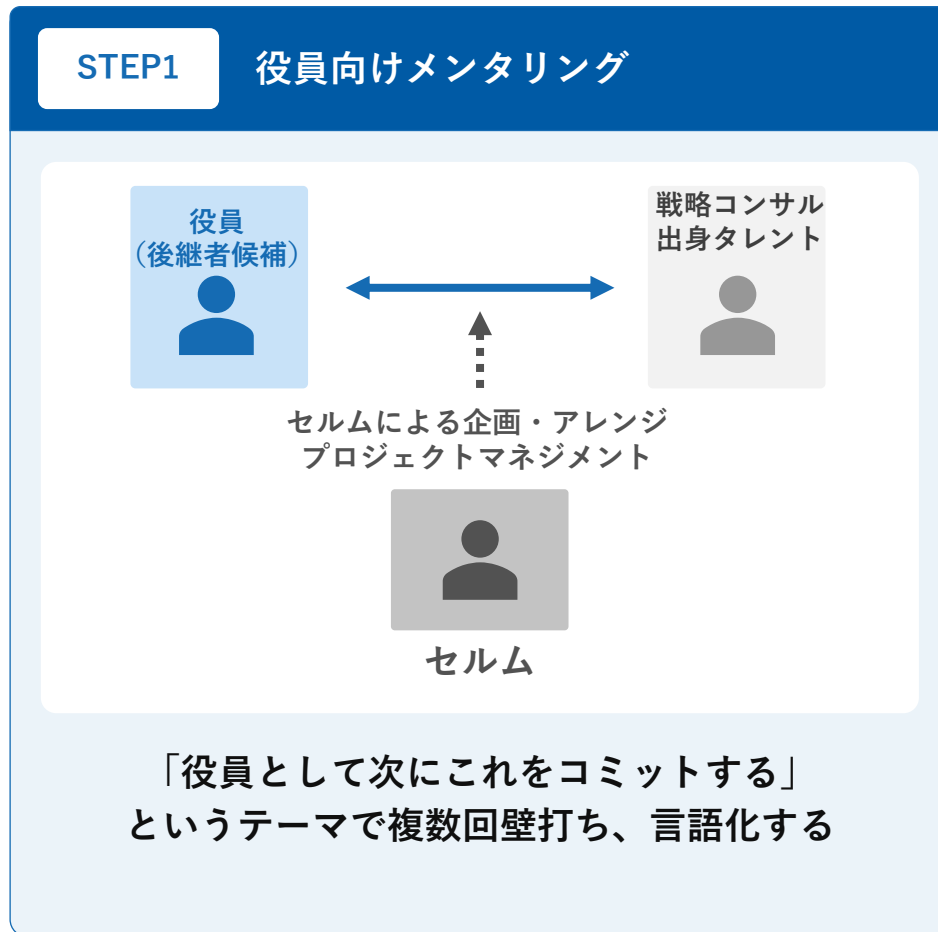 STEP1
役員向けメンタリング
役員
（後継者候補）
戦略コンサル
出身タレント
セルムによる企画・アレンジ
プロジェクトマネジメント
セルム
「役員として次にこれをコミットする」
というテーマで複数回壁打ち、言語化する